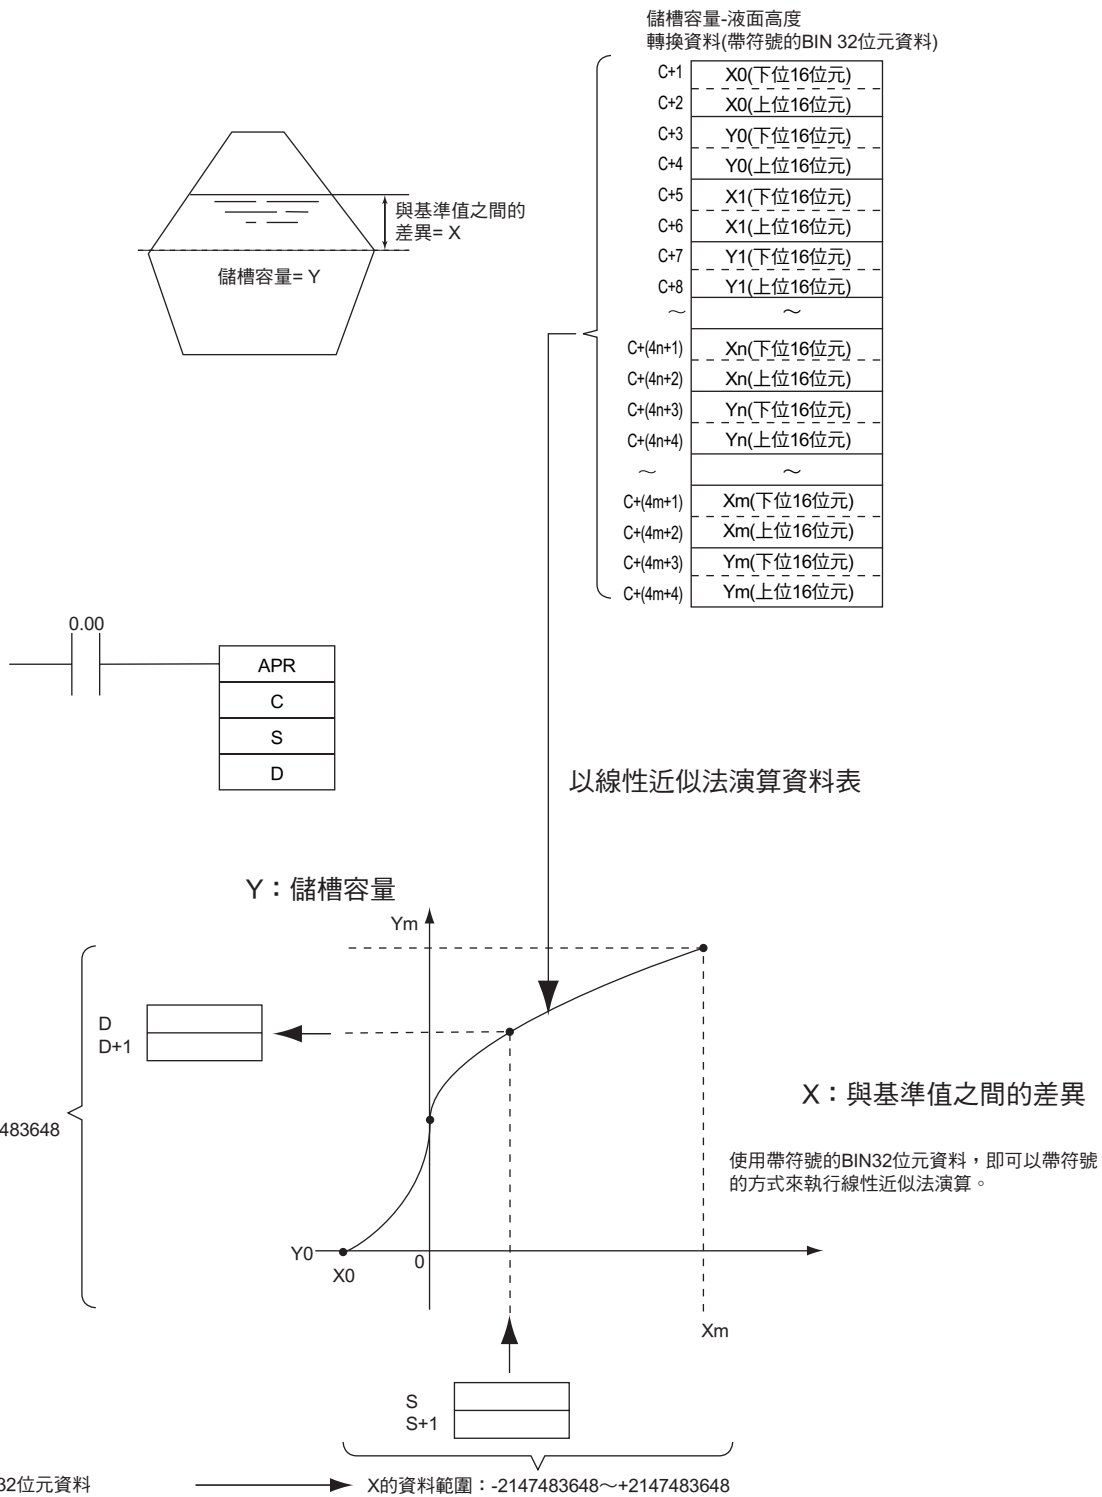 儲槽容量-液面高度
轉換資料(帶符號的BIN 32位元資料)
C+1 X0(下位16位元)
C+2 X0(上位16位元)
C+3 Y0(下位16位元)
C+4 Y0(上位16位元)
C+5 X1(下位16位元)
C+6 X1(上位16位元)
C+7 Y1(下位16位元)
C+8 Y1(上位16位元)
～ ～
C+(4n+1) Xn(下位16位元)
C+(4n+2) Xn(上位16位元)
C+(4n+3) Yn(下位16位元)
C+(4n+4) Yn(上位16位元)
～ ～
C+(4m+1) Xm(下位16位元)
C+(4m+2) Xm(上位16位元)
C+(4m+3) Ym(下位16位元)
C+(4m+4) Ym(上位16位元)
與基準值之間的
差異= X
儲槽容量= Y
0.00
APR
C
S
D
以線性近似法演算資料表
Y：儲槽容量
Ym
D
D+1
X：與基準值之間的差異
483648
使用帶符號的BIN32位元資料，即可以帶符號
的方式來執行線性近似法演算。
Y0
0
X0
Xm
S
S+1
32位元資料
X的資料範圍：-2147483648～+2147483648